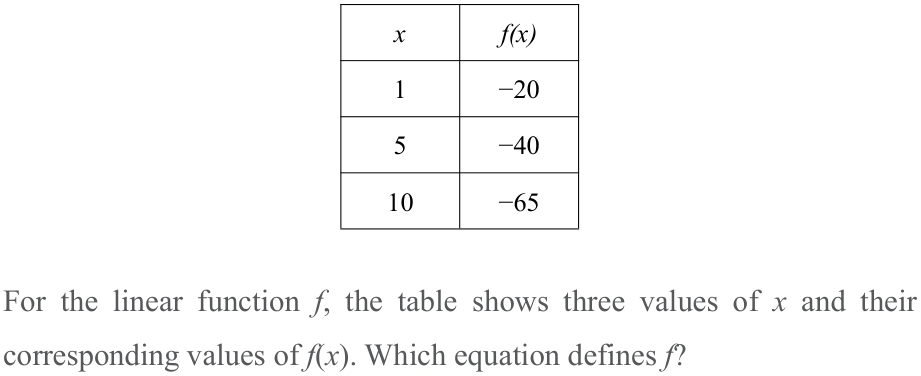 x f(x)
1 −20
5 −40
10 −65
For the linear function f, the table shows three values of x and their
corresponding values of f(x). Which equation defines f?